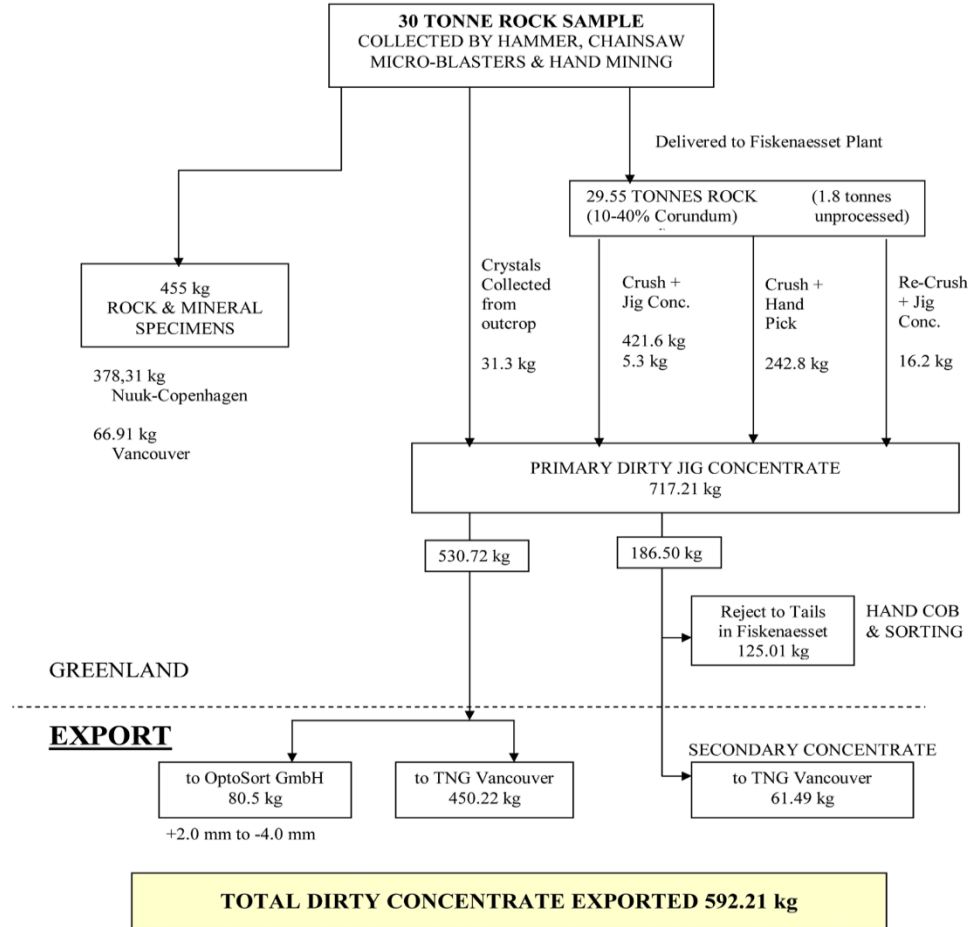 30 TONNE ROCK SAMPLE
COLLECTED BY HAMMER, CHAINSAW
MICRO-BLASTERS & HAND MINING
Delivered to Fiskenaesset Plant
29.55 TONNES ROCK (1.8 tonnes
(10-40% Corundum) unprocessed)
455 kg
ROCK & MINERAL
SPECIMENS
378,31 kg
Nuuk-Copenhagen
66.91 kg
Vancouver
Crystals
Collected
from
outcrop
31.3 kg
Crush +
Jig Conc.
421.6 kg
5.3 kg
Crush +
Hand
Pick
242.8 kg
Re-Crush
+ Jig
Conc.
16.2 kg
PRIMARY DIRTY JIG CONCENTRATE
717.21 kg
530.72 kg
186.50 kg
Reject to Tails
in Fiskenaesset
125.01 kg
HAND COB
& SORTING
GREENLAND
EXPORT
to OptoSort GmbH
80.5 kg
+2.0 mm to -4.0 mm
to TNG Vancouver
450.22kg
SECONDARY CONCENTRATE
to TNG Vancouver
61.49 kg
TOTAL DIRTY CONCENTRATE EXPORTED 592.21 kg